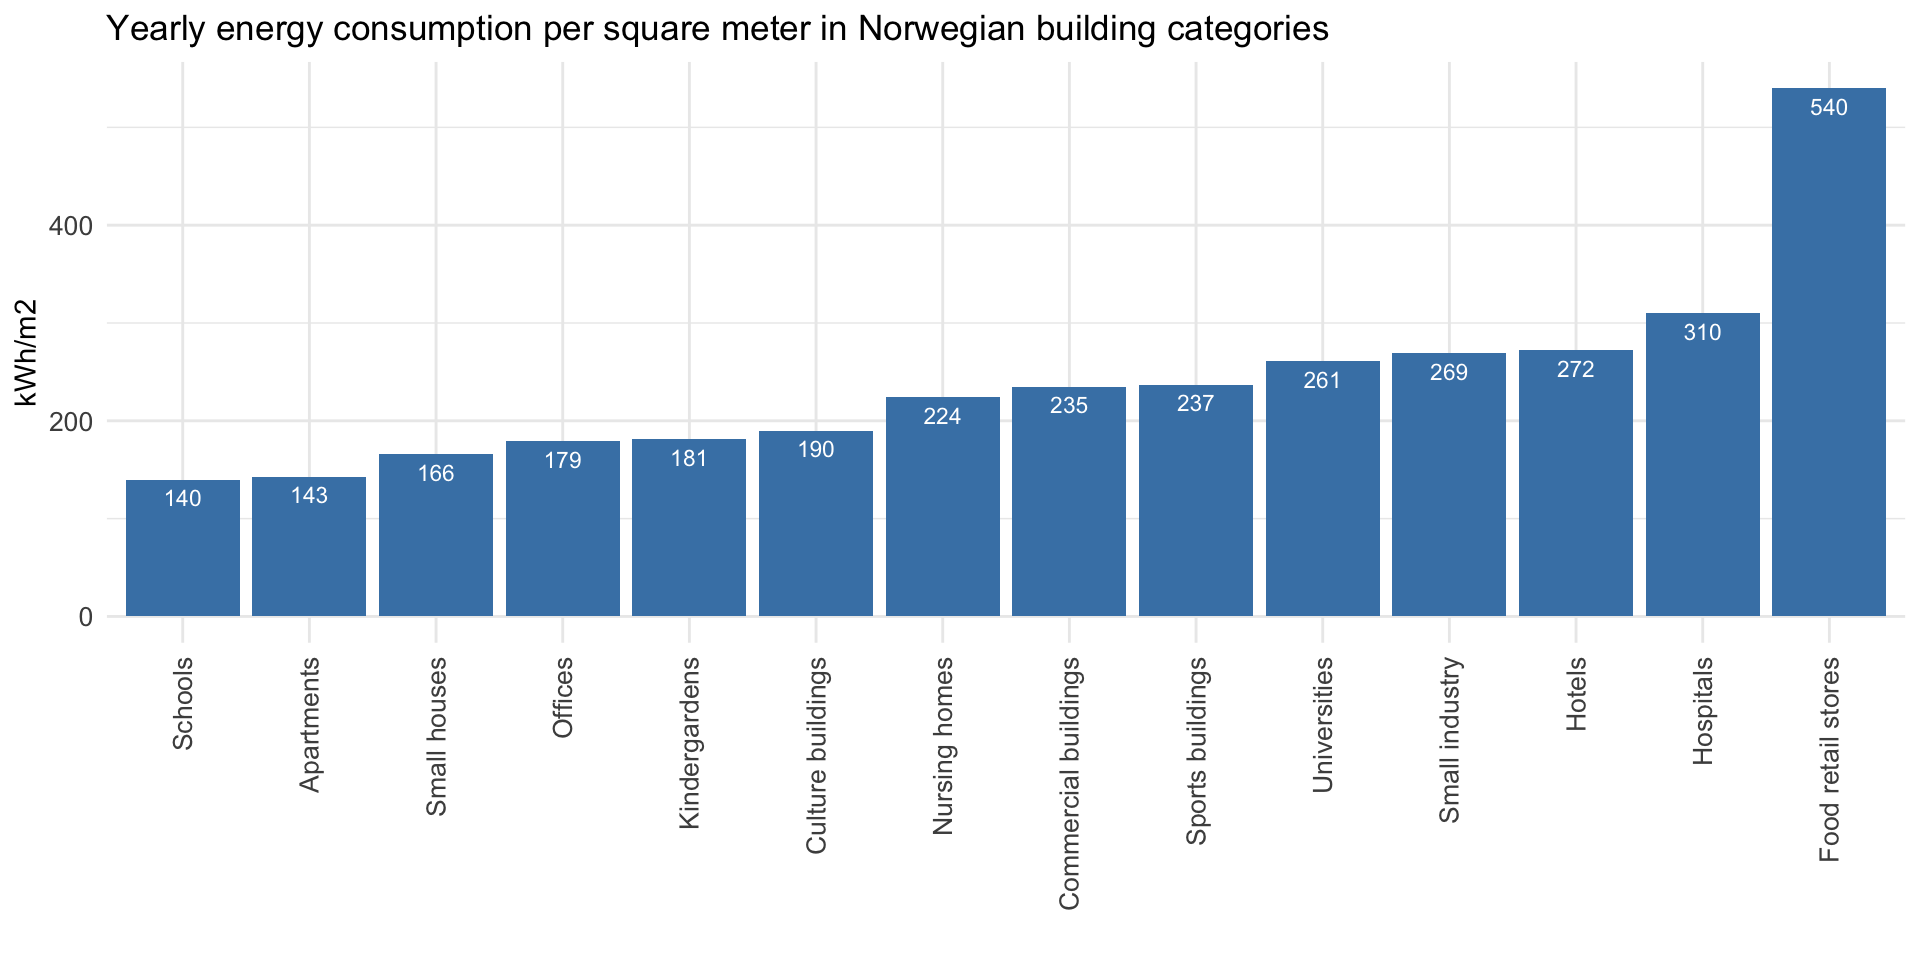 Yearly energy consumption per square meter in Norwegian building categories
kWh/m2
400
200
0
140
143
166
179
181
190
224
235
237
261
269
272
310
540
Schools
Apartments
Small houses
Offices
Kindergardens
Culture buildings
Nursing homes
Commercial buildings
Sports buildings
Universities
Small industry
Hotels
Hospitals
Food retail stores